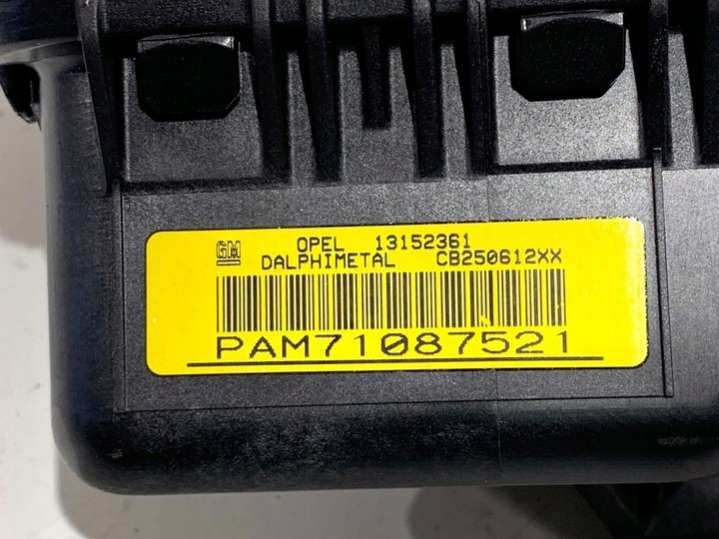 GM OPEL 13152361
DALPHIMETAL CB250612XX
PAM71087521